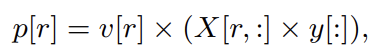 p[r] = v[r] × (X[r, :] × y[:]),